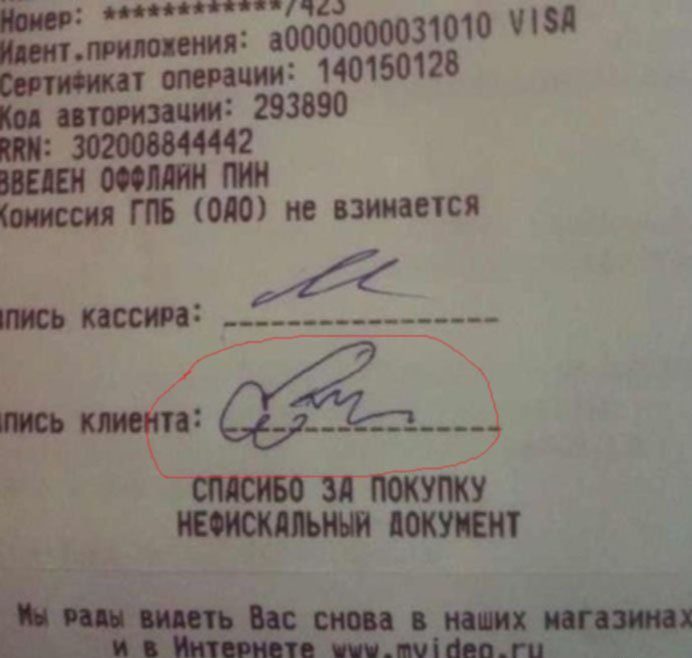 Номер: ************7423
Идент.приложения: a0000000031010 VISA
Сертификат операции: 140150128
Код авторизации: 293890
RRN: 302008844442
ВВЕДЕН ОФФЛАЙН ПИН
Комиссия ГПБ (ОАО) не взимается
пись кассира:
пись клиента:
СПАСИБО ЗА ПОКУПКУ
НЕФИСКАЛЬНЫЙ ДОКУМЕНТ
Мы рады видеть Вас снова в наших магазинах
и в Интернете www.mvideo.ru